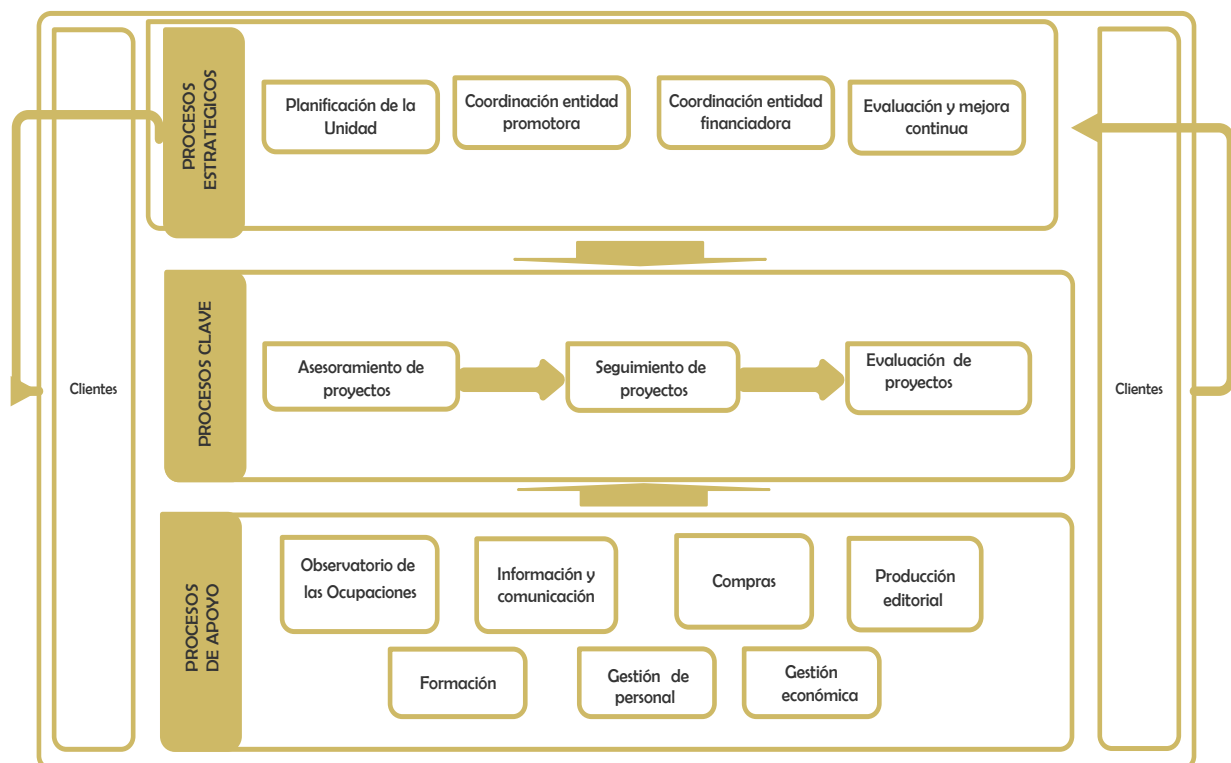 PROCESOS
ESTRATEGICOS
Planificación de la
Unidad
Coordinación entidad
promotora
Coordinación entidad
financiadora
Evaluación y mejora
continua
Clientes
PROCESOS CLAVE
Asesoramiento de
proyectos
Seguimiento de
proyectos
Evaluación de
proyectos
Clientes
PROCESOS
DE APOYO
Observatorio de
las Ocupaciones
Información y
comunicación
Compras
Producción
editorial
Formación
Gestión de
personal
Gestión
económica